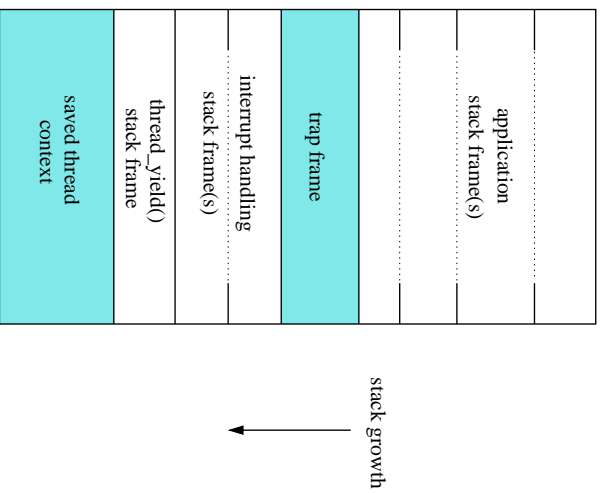 application
stack frame(s)
trap frame
interrupt handling
stack frame(s)
thread_yield()
stack frame
saved thread
context
stack growth